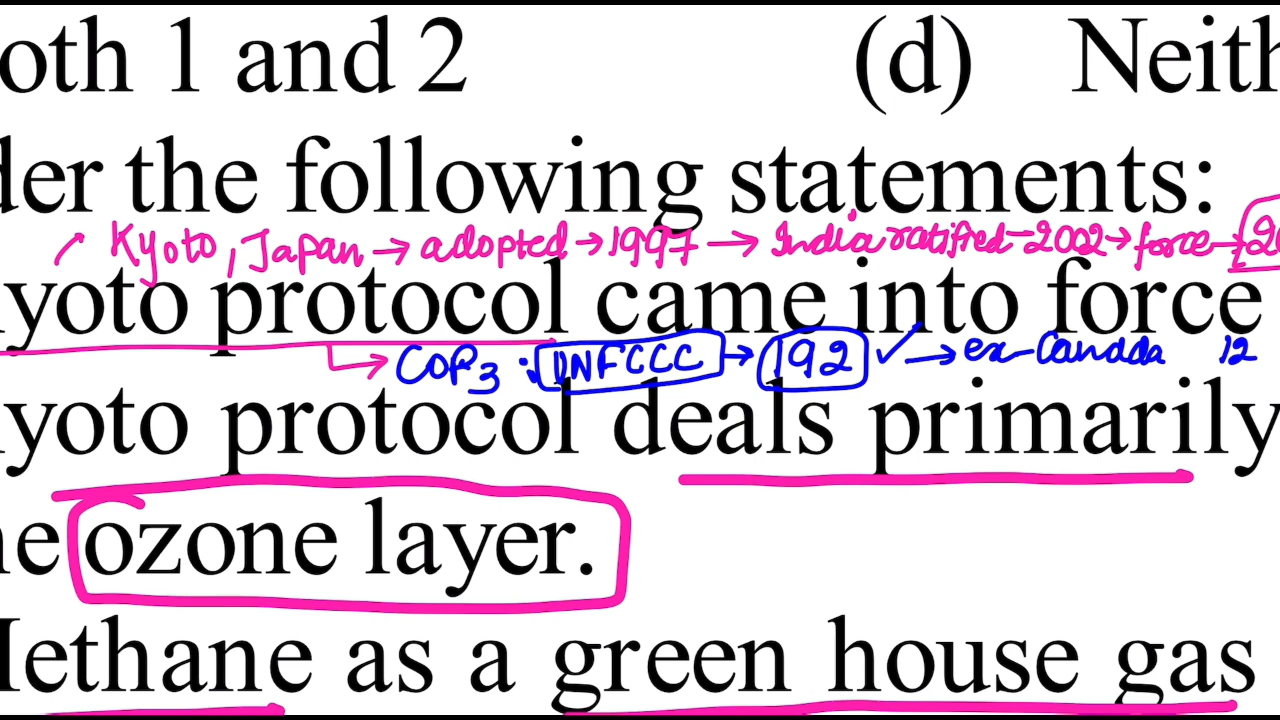 oth 1 and 2 (d) Neith
der the following statements:
Kyoto, Japan → adopted → 1997 → India ratified - 2002 → force → 20
yoto protocol came into force
→ COP3 : UNFCCC → 192 ✓ → ex-Canada 12
yoto protocol deals primarily
ne ozone layer.
Methane as a green house gas